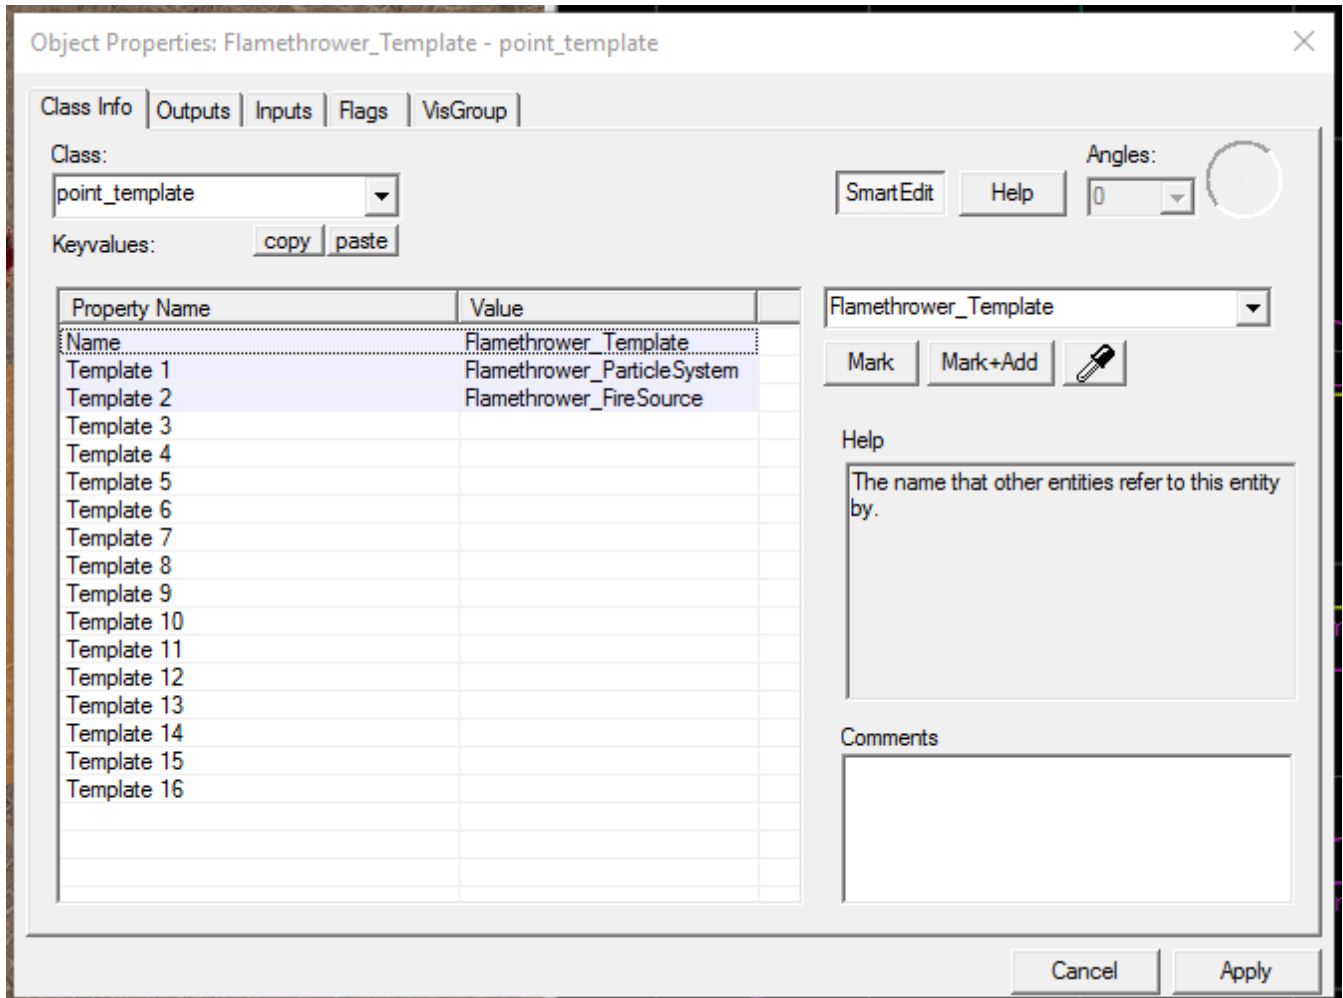 Object Properties: Flamethrower_Template - point_template
Class Info Outputs Inputs Flags VisGroup
Class:
Angles:
point_template
SmartEdit Help 0
Keyvalues: copy paste
Property Name Value
Flamethrower_Template
Name Flamethrower_Template
Template 1 Flamethrower_ParticleSystem
Mark Mark+Add
Template 2 Flamethrower_FireSource
Template 3
Template 4
Template 5
Template 6
Template 7
Template 8
Template 9
Template 10
Template 11
Template 12
Template 13
Template 14
Template 15
Template 16
Help
The name that other entities refer to this entity
by.
Comments
Cancel Apply